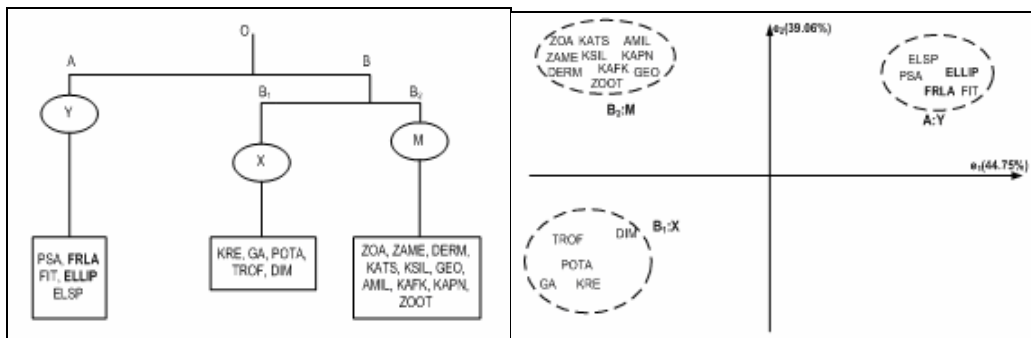 O
A
B
B₁
B₂
Y
X
M
PSA, FRLA
FIT, ELLIP
ELSP
KRE, GA, POTA,
TROF, DIM
ZOA, ZAME, DERM,
KATS, KSIL, GEO,
AMIL, KAFK, KAPN,
ZOOT
e₂(39.06%)
ZOA KATS AMIL
ZAME KSIL KAPN
DERM KAFK GEO
ZOOT
B₂:M
ELSP
PSA ELLIP
FRLA FIT
A:Y
e₁(44.75%)
B₁:X
DIM
TROF
POTA
GA KRE